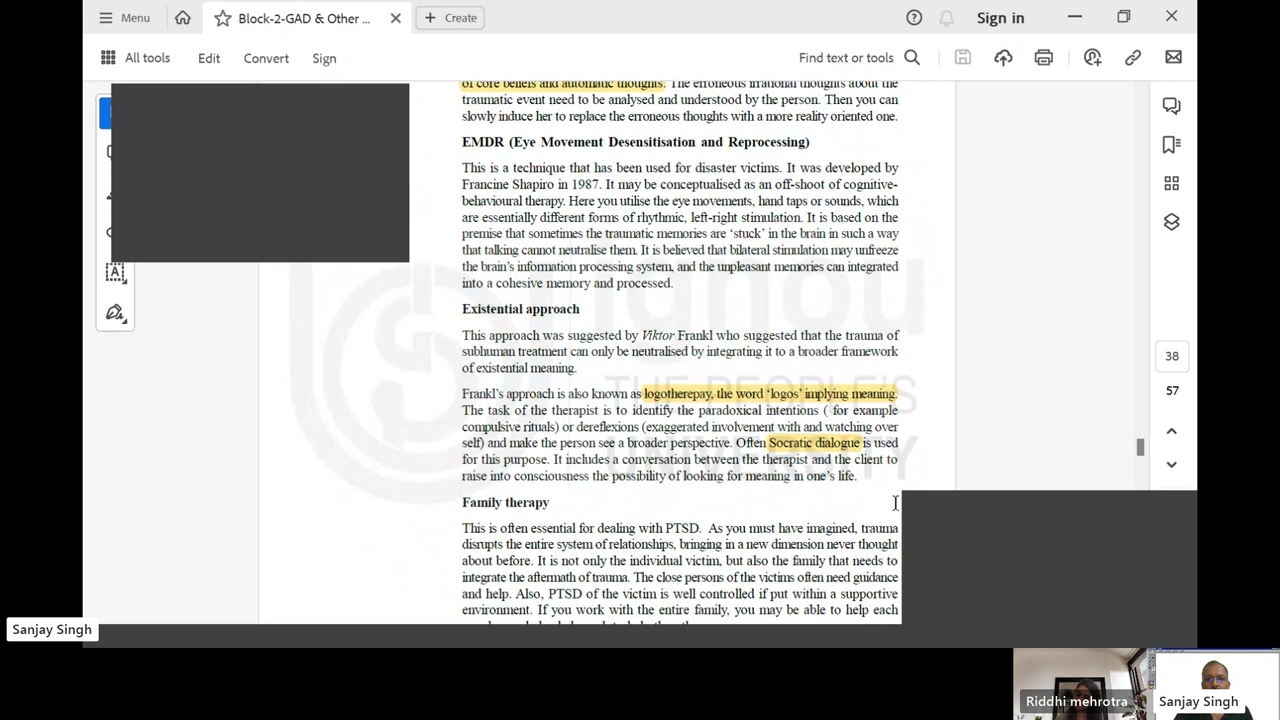 Menu
Block-2-GAD & Other ...
Create
Sign in
All tools
Edit
Convert
Sign
Find text or tools
of core beliefs and automatic thoughts. The erroneous irrational thoughts about the
traumatic event need to be analysed and understood by the person. Then you can
slowly induce her to replace the erroneous thoughts with a more reality oriented one.
EMDR (Eye Movement Desensitisation and Reprocessing)
This is a technique that has been used for disaster victims. It was developed by
Francine Shapiro in 1987. It may be conceptualised as an off-shoot of cognitive-
behavioural therapy. Here you utilise the eye movements, hand taps or sounds, which
are essentially different forms of rhythmic, left-right stimulation. It is based on the
premise that sometimes the traumatic memories are ‘stuck’ in the brain in such a way
that talking cannot neutralise them. It is believed that bilateral stimulation may unfreeze
the brain’s information processing system, and the unpleasant memories can integrated
into a cohesive memory and processed.
Existential approach
This approach was suggested by Viktor Frankl who suggested that the trauma of
subhuman treatment can only be neutralised by integrating it to a broader framework
of existential meaning.
Frankl’s approach is also known as logotherepay, the word ‘logos’ implying meaning.
The task of the therapist is to identify the paradoxical intentions ( for example
compulsive rituals) or dereflexions (exaggerated involvement with and watching over
self) and make the person see a broader perspective. Often Socratic dialogue is used
for this purpose. It includes a conversation between the therapist and the client to
raise into consciousness the possibility of looking for meaning in one’s life.
Family therapy
This is often essential for dealing with PTSD. As you must have imagined, trauma
disrupts the entire system of relationships, bringing in a new dimension never thought
about before. It is not only the individual victim, but also the family that needs to
integrate the aftermath of trauma. The close persons of the victims often need guidance
and help. Also, PTSD of the victim is well controlled if put within a supportive
environment. If you work with the entire family, you may be able to help each
ignou
THE PEOPLE'S
UNIVERSITY
38
57
Sanjay Singh
Riddhi mehrotra
Sanjay Singh